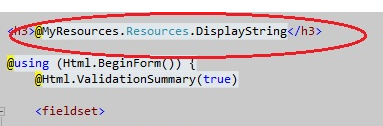 <h3>@MyResources.Resources.DisplayString</h3>
@using (Html.BeginForm()) {
@Html.ValidationSummary(true)
<fieldset>